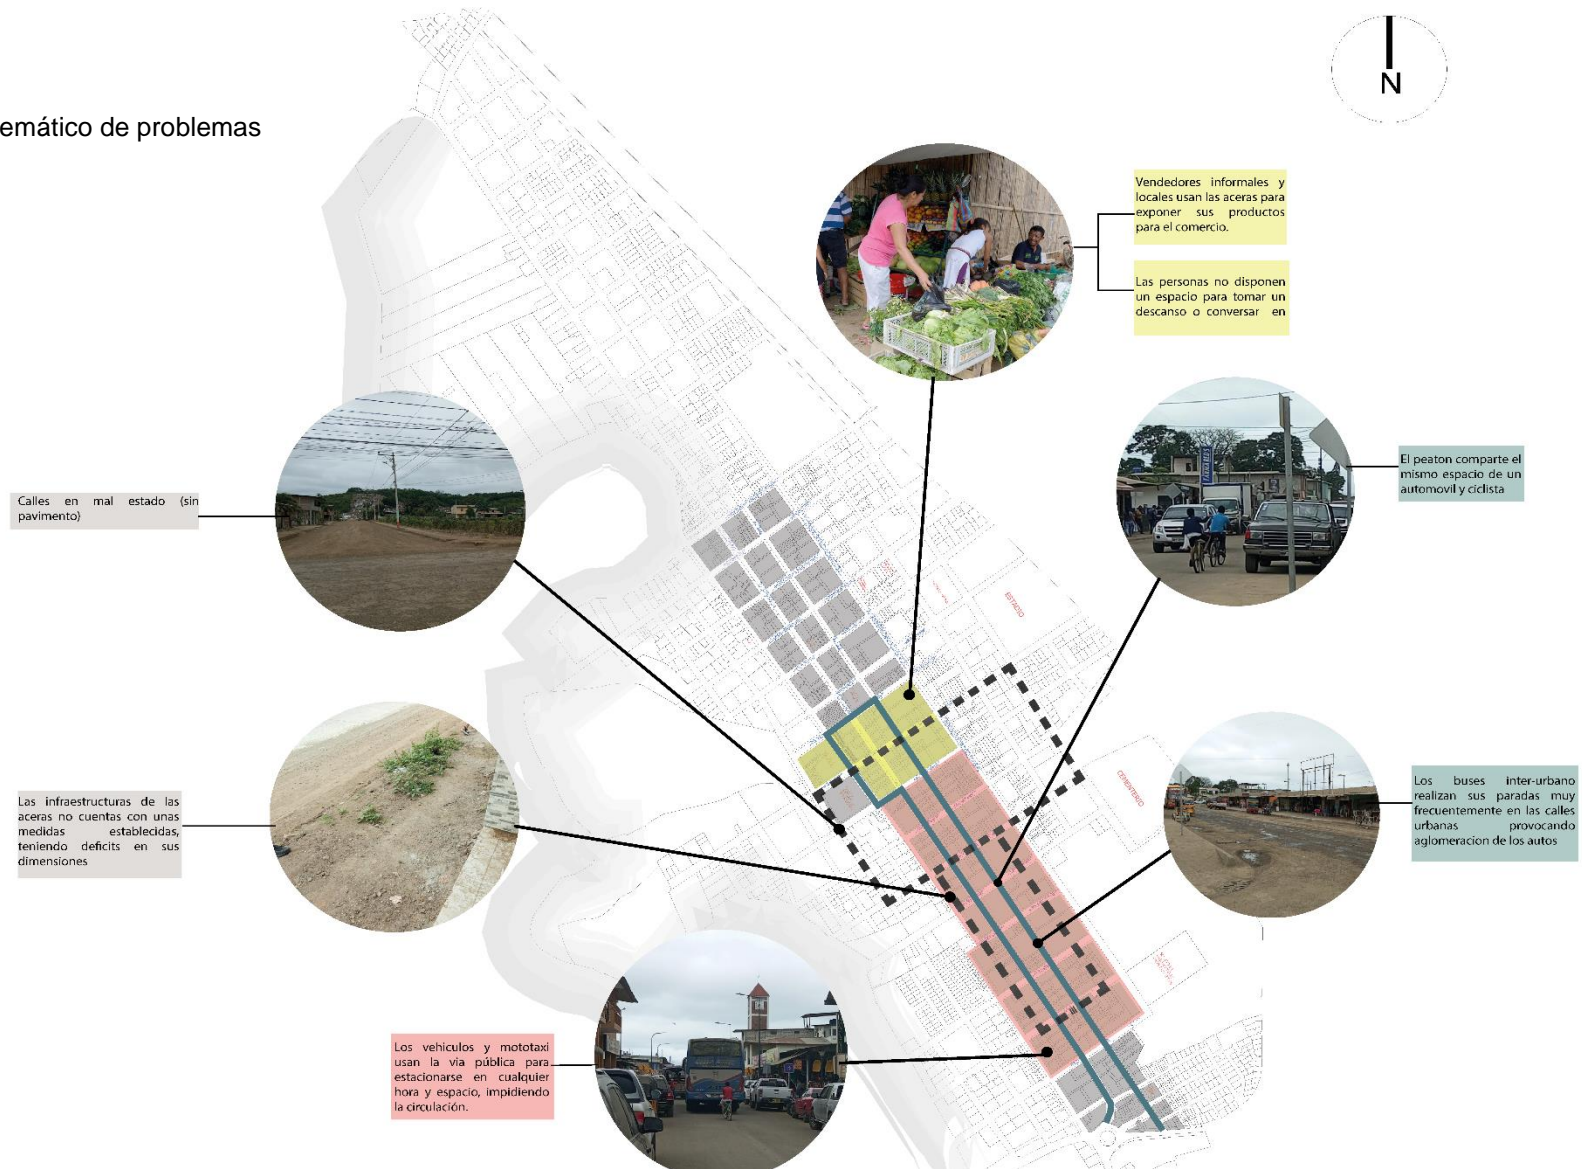 emático de problemas
N
Vendedores informales y
locales usan las aceras para
exponer sus productos
para el comercio.
Las personas no disponen
un espacio para tomar un
descanso o conversar en
El peaton comparte el
mismo espacio de un
automovil y ciclista
Calles en mal estado (sin
pavimento)
ESTADIO
CEMENTERIO
Las infraestructuras de las
aceras no cuentas con unas
medidas establecidas,
teniendo deficits en sus
dimensiones
Los buses inter-urbano
realizan sus paradas muy
frecuentemente en las calles
urbanas provocando
aglomeracion de los autos
Los vehiculos y mototaxi
usan la via pública para
estacionarse en cualquier
hora y espacio, impidiendo
la circulación.